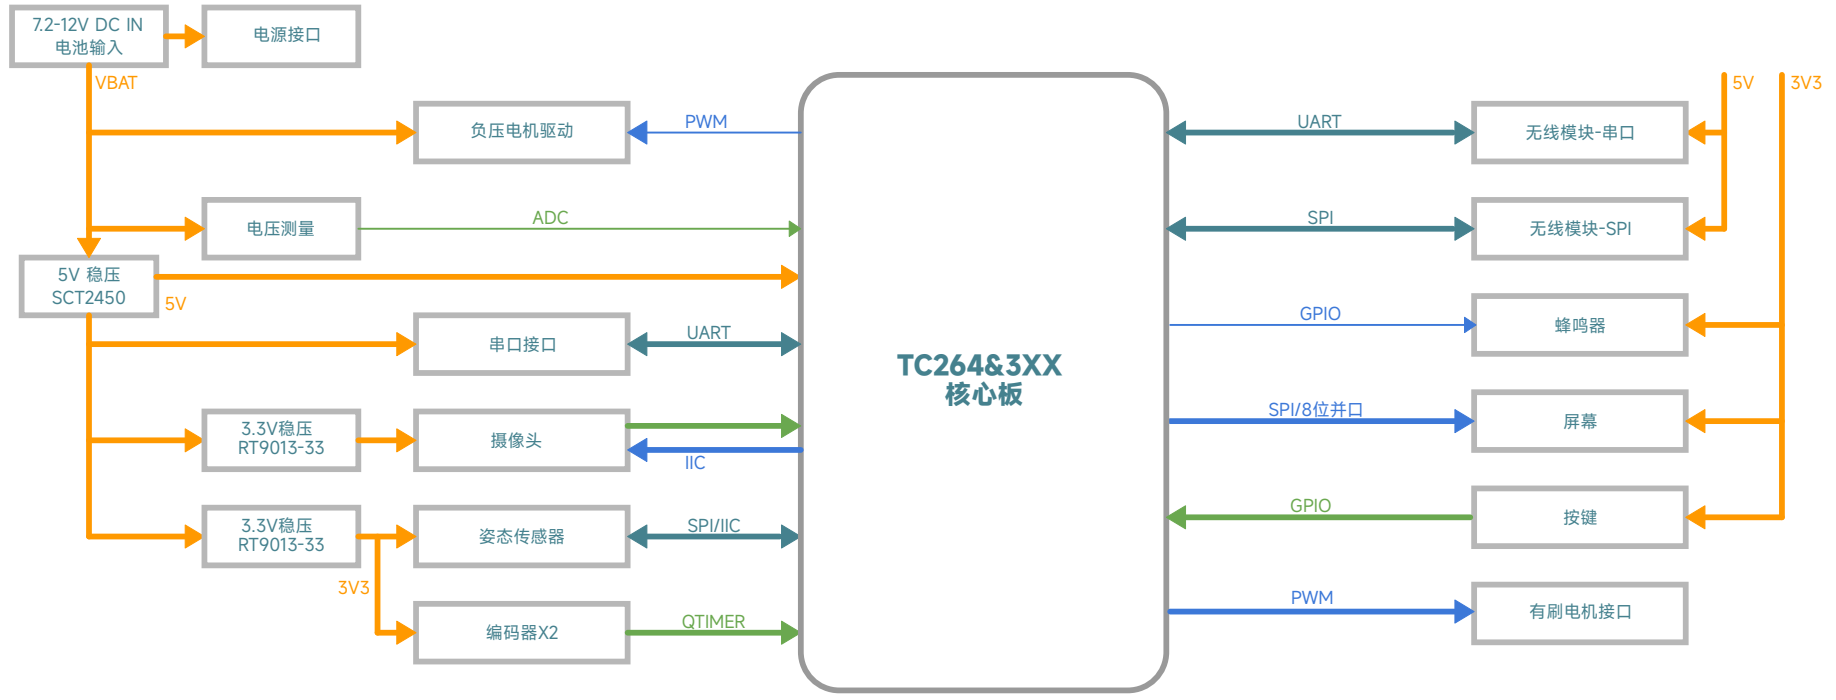 7.2-12V DC IN
电池输入
电源接口
VBAT
负压电机驱动
PWM
电压测量
ADC
5V 稳压
SCT2450
5V
串口接口
UART
3.3V稳压
RT9013-33
摄像头
IIC
3.3V稳压
RT9013-33
姿态传感器
SPI/IIC
3V3
编码器X2
QTIMER
TC264&3XX
核心板
5V
3V3
UART
无线模块-串口
SPI
无线模块-SPI
GPIO
蜂鸣器
SPI/8位并口
屏幕
GPIO
按键
PWM
有刷电机接口